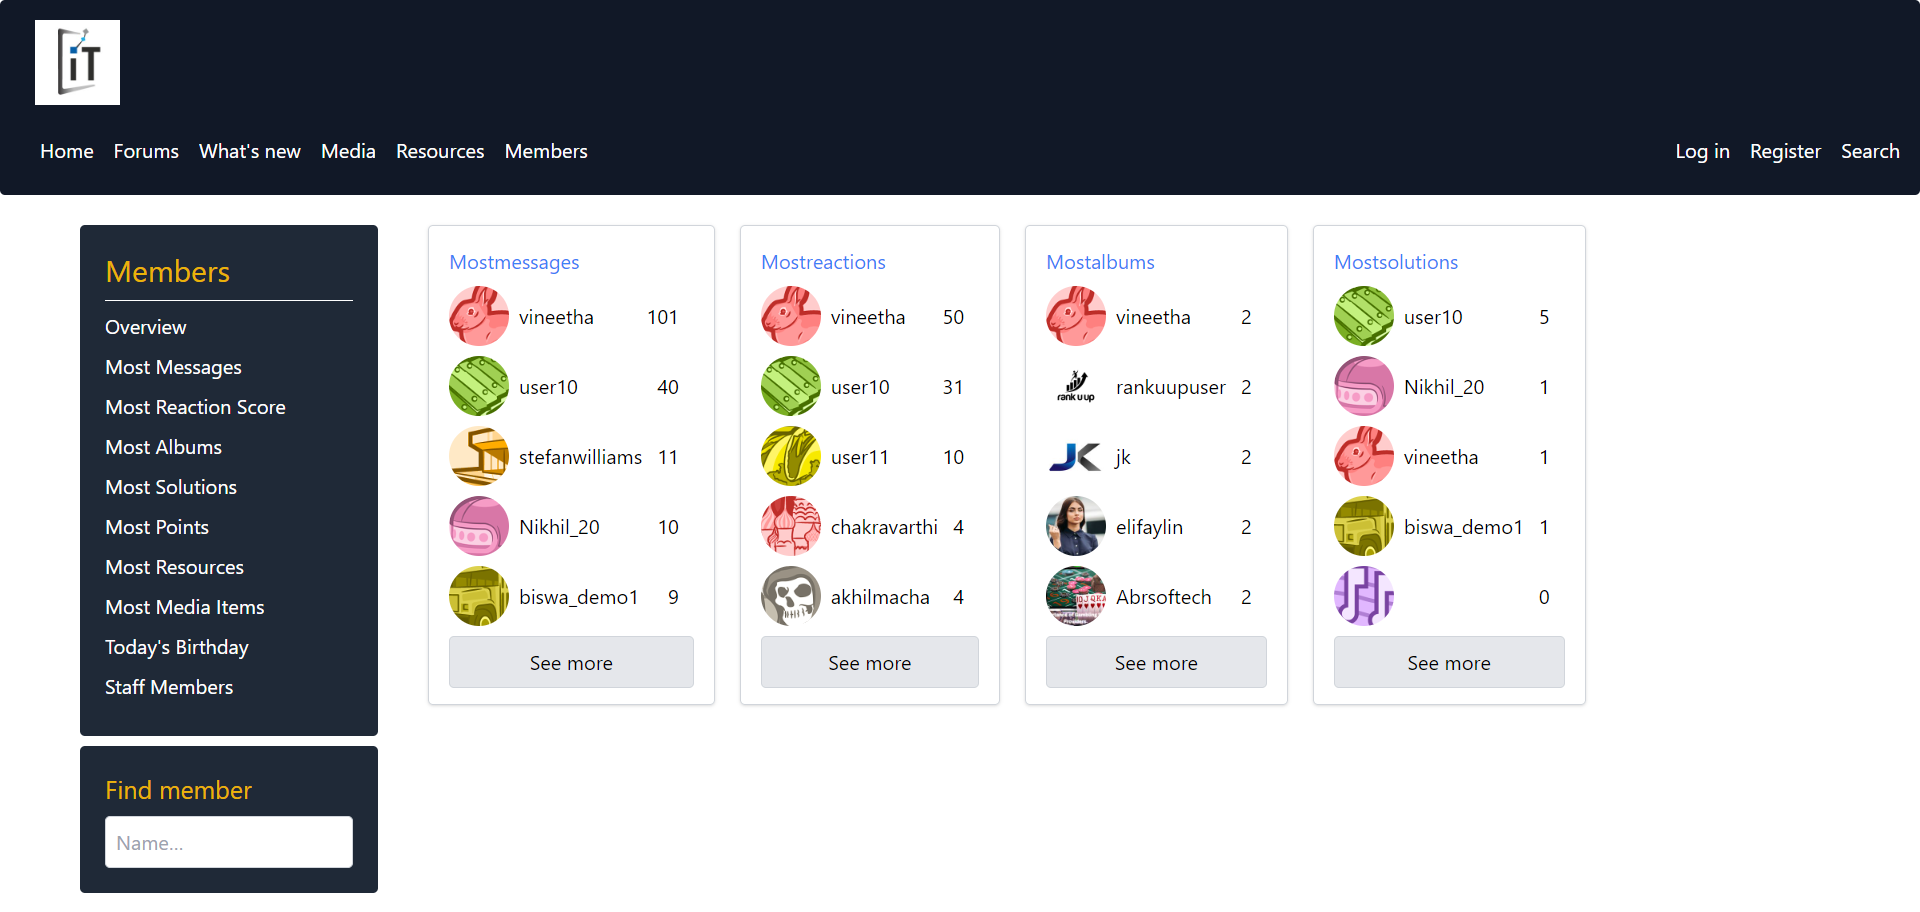 iT
Home Forums What's new Media Resources Members Log in Register Search
Members
Overview
Most Messages
Most Reaction Score
Most Albums
Most Solutions
Most Points
Most Resources
Most Media Items
Today's Birthday
Staff Members
Find member
Name...
Mostmessages
vineetha 101
user10 40
stefanwilliams 11
Nikhil_20 10
biswa_demo1 9
See more
Mostreactions
vineetha 50
user10 31
user11 10
chakravarthi 4
akhilmacha 4
See more
Mostalbums
vineetha 2
rank u up
rankuupuser 2
JK
jk 2
elifaylin 2
Abrsoftech 2
See more
Mostsolutions
user10 5
Nikhil_20 1
vineetha 1
biswa_demo1 1
0
See more